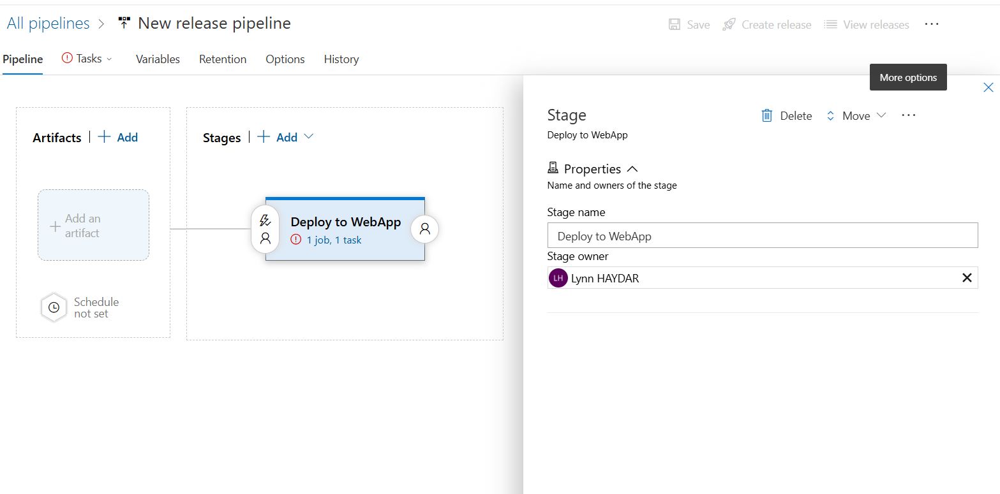 All pipelines > New release pipeline
Save Create release View releases ...
Pipeline Tasks Variables Retention Options History
More options
Artifacts | + Add
Stages | + Add
+ Add an
artifact
Schedule
not set
Deploy to WebApp
1 job, 1 task
Stage
Deploy to WebApp
Delete Move ...
Properties
Name and owners of the stage
Stage name
Deploy to WebApp
Stage owner
LH Lynn HAYDAR